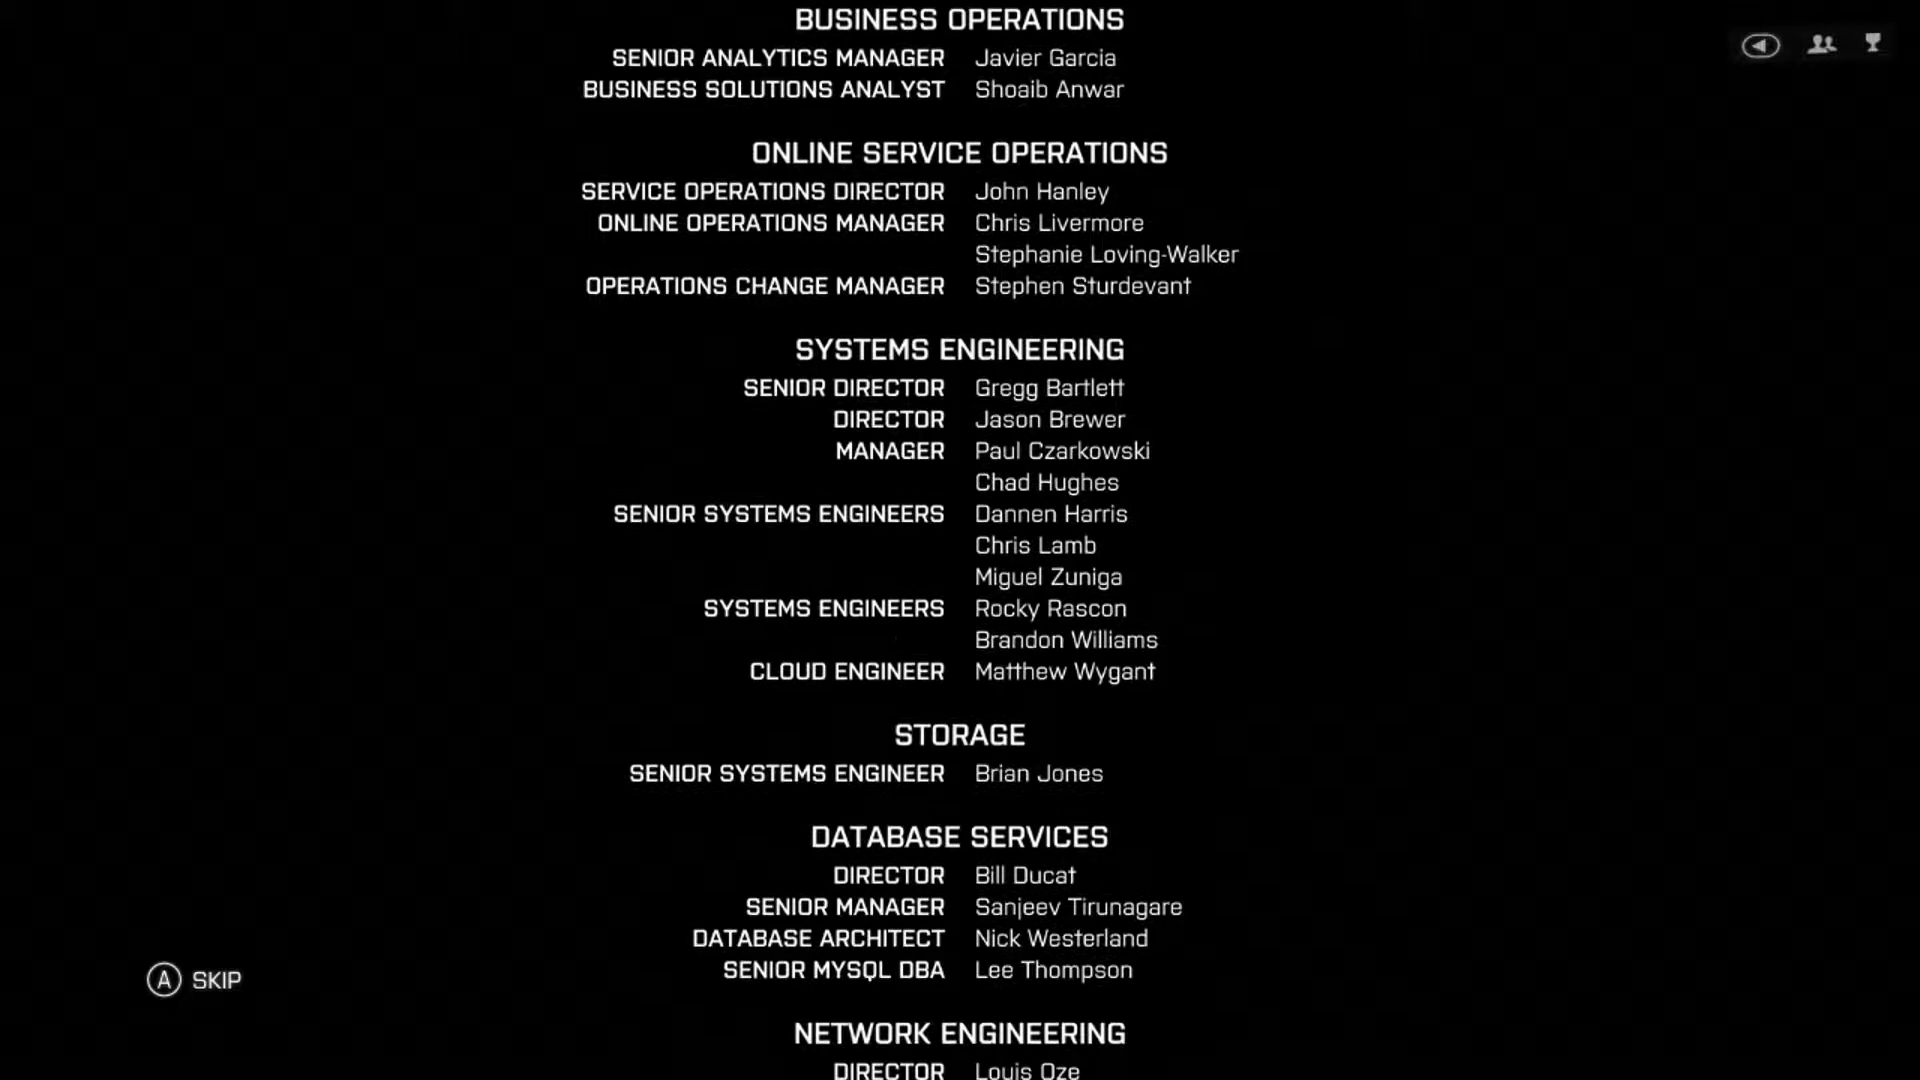 BUSINESS OPERATIONS
SENIOR ANALYTICS MANAGER Javier Garcia
BUSINESS SOLUTIONS ANALYST Shoaib Anwar
ONLINE SERVICE OPERATIONS
SERVICE OPERATIONS DIRECTOR John Hanley
ONLINE OPERATIONS MANAGER Chris Livermore
Stephanie Loving-Walker
OPERATIONS CHANGE MANAGER Stephen Sturdevant
SYSTEMS ENGINEERING
SENIOR DIRECTOR Gregg Bartlett
DIRECTOR Jason Brewer
MANAGER Paul Czarkowski
Chad Hughes
SENIOR SYSTEMS ENGINEERS Dannen Harris
Chris Lamb
Miguel Zuniga
SYSTEMS ENGINEERS Rocky Rascon
Brandon Williams
CLOUD ENGINEER Matthew Wygant
STORAGE
SENIOR SYSTEMS ENGINEER Brian Jones
DATABASE SERVICES
DIRECTOR Bill Ducat
SENIOR MANAGER Sanjeev Tirunagare
DATABASE ARCHITECT Nick Westerland
SENIOR MYSQL DBA Lee Thompson
A SKIP
NETWORK ENGINEERING
DIRECTOR Louis Oze